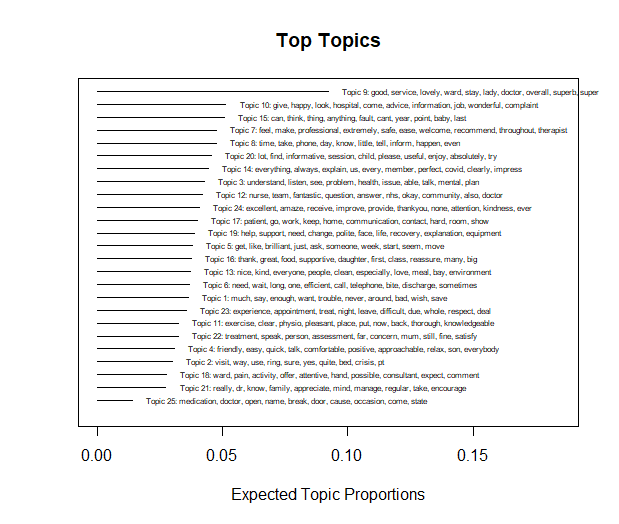 Top Topics
Topic 9: good, service, lovely, ward, stay, lady, doctor, overall, superb, super
Topic 10: give, happy, look, hospital, come, advice, information, job, wonderful, complaint
Topic 15: can, think, thing, anything, fault, cant, year, point, baby, last
Topic 7: feel, make, professional, extremely, safe, ease, welcome, recommend, throughout, therapist
Topic 8: time, take, phone, day, know, little, tell, inform, happen, even
Topic 20: lot, find, informative, session, child, please, useful, enjoy, absolutely, try
Topic 14: everything, always, explain, us, every, member, perfect, covid, clearly, impress
Topic 3: understand, listen, see, problem, health, issue, able, talk, mental, plan
Topic 12: nurse, team, fantastic, question, answer, nhs, okay, community, also, doctor
Topic 24: excellent, amaze, receive, improve, provide, thankyou, none, attention, kindness, ever
Topic 17: patient, go, work, keep, home, communication, contact, hard, room, show
Topic 19: help, support, need, change, polite, face, life, recovery, explanation, equipment
Topic 5: get, like, brilliant, just, ask, someone, week, start, seem, move
Topic 16: thank, great, food, supportive, daughter, first, class, reassure, many, big
Topic 13: nice, kind, everyone, people, clean, especially, love, meal, bay, environment
Topic 6: need, wait, long, one, efficient, call, telephone, bite, discharge, sometimes
Topic 1: much, say, enough, want, trouble, never, around, bad, wish, save
Topic 23: experience, appointment, treat, night, leave, difficult, due, whole, respect, deal
Topic 11: exercise, clear, physio, pleasant, place, put, now, back, thorough, knowledgeable
Topic 22: treatment, speak, person, assessment, far, concern, mum, still, fine, satisfy
Topic 4: friendly, easy, quick, talk, comfortable, positive, approachable, relax, son, everybody
Topic 2: visit, way, use, ring, sure, yes, quite, bed, crisis, pt
Topic 18: ward, pain, activity, offer, attentive, hand, possible, consultant, expect, comment
Topic 21: really, dr, know, family, appreciate, mind, manage, regular, take, encourage
Topic 25: medication, doctor, open, name, break, door, cause, occasion, come, state
0.00 0.05 0.10 0.15
Expected Topic Proportions